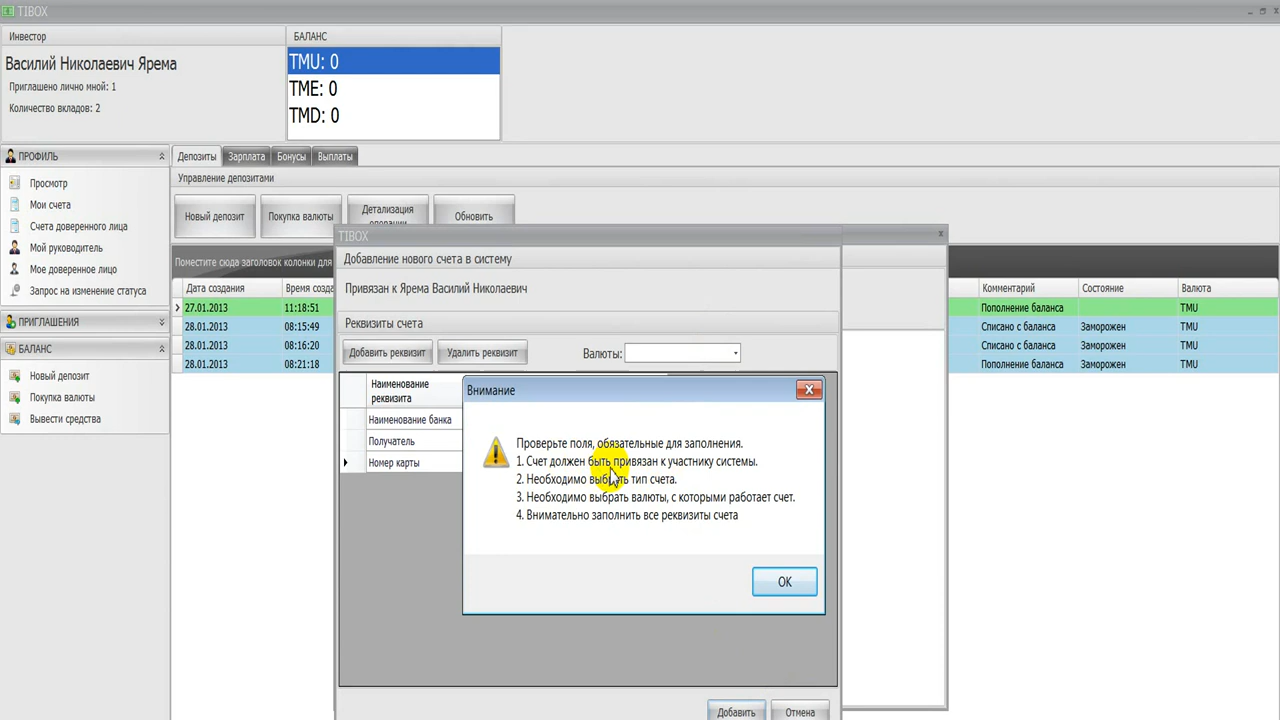 TIBOX
Инвестор
БАЛАНС
Василий Николаевич Ярема
Приглашено лично мной: 1
Количество вкладов: 2
TMU: 0
TME: 0
TMD: 0
ПРОФИЛЬ
Просмотр
Мои счета
Счета доверенного лица
Мой руководитель
Мое доверенное лицо
Запрос на изменение статуса
ПРИГЛАШЕНИЯ
БАЛАНС
Новый депозит
Покупка валюты
Вывести средства
Депозиты Зарплата Бонусы Выплаты
Управление депозитами
Новый депозит Покупка валюты Детализация Обновить
Поместите сюда заголовок колонки для
Дата создания Время созда Комментарий Состояние Валюта
27.01.2013 11:18:51 Пополнение баланса TMU
28.01.2013 08:15:49 Списано с баланса Заморожен TMU
28.01.2013 08:16:20 Списано с баланса Заморожен TMU
28.01.2013 08:21:18 Пополнение баланса Заморожен TMU
TIBOX
Добавление нового счета в систему
Привязан к Ярема Василий Николаевич
Реквизиты счета
Добавить реквизит Удалить реквизит Валюты:
Наименование
реквизита
Наименование банка
Получатель
Номер карты
Внимание
Проверьте поля, обязательные для заполнения.
1. Счет должен быть привязан к участнику системы.
2. Необходимо выбрать тип счета.
3. Необходимо выбрать валюты, с которыми работает счет.
4. Внимательно заполнить все реквизиты счета
OK
Добавить Отмена